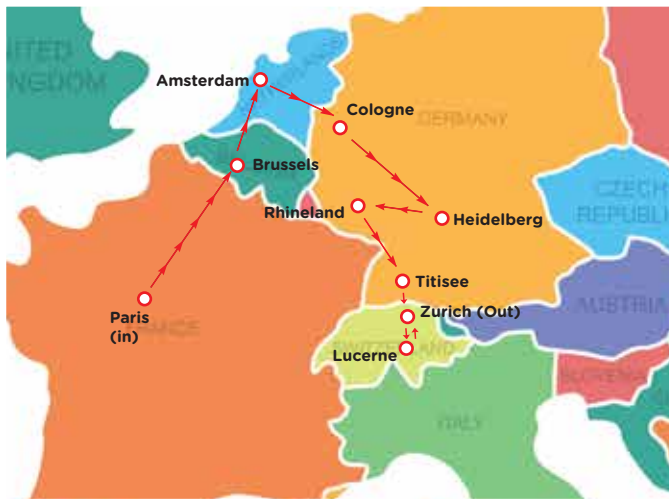 UNITED
KINGDOM
Amsterdam
Cologne
GERMANY
Brussels
Rhineland
Heidelberg
CZECH
REPUBLIC
Titisee
Paris
(in)
FRANCE
Zurich (Out)
AUSTRIA
Lucerne
SWITZERLAND
SLOVENIA
ITALY